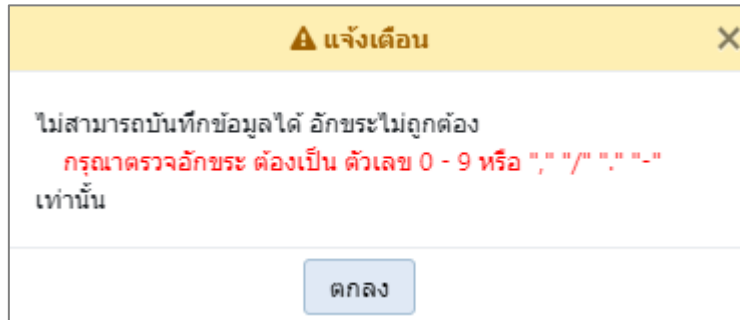 แจ้งเตือน
ไม่สามารถบันทึกข้อมูลได้ อักขระไม่ถูกต้อง
กรุณาตรวจอักขระ ต้องเป็น ตัวเลข 0 - 9 หรือ "," "/" "." "-"
เท่านั้น
ตกลง